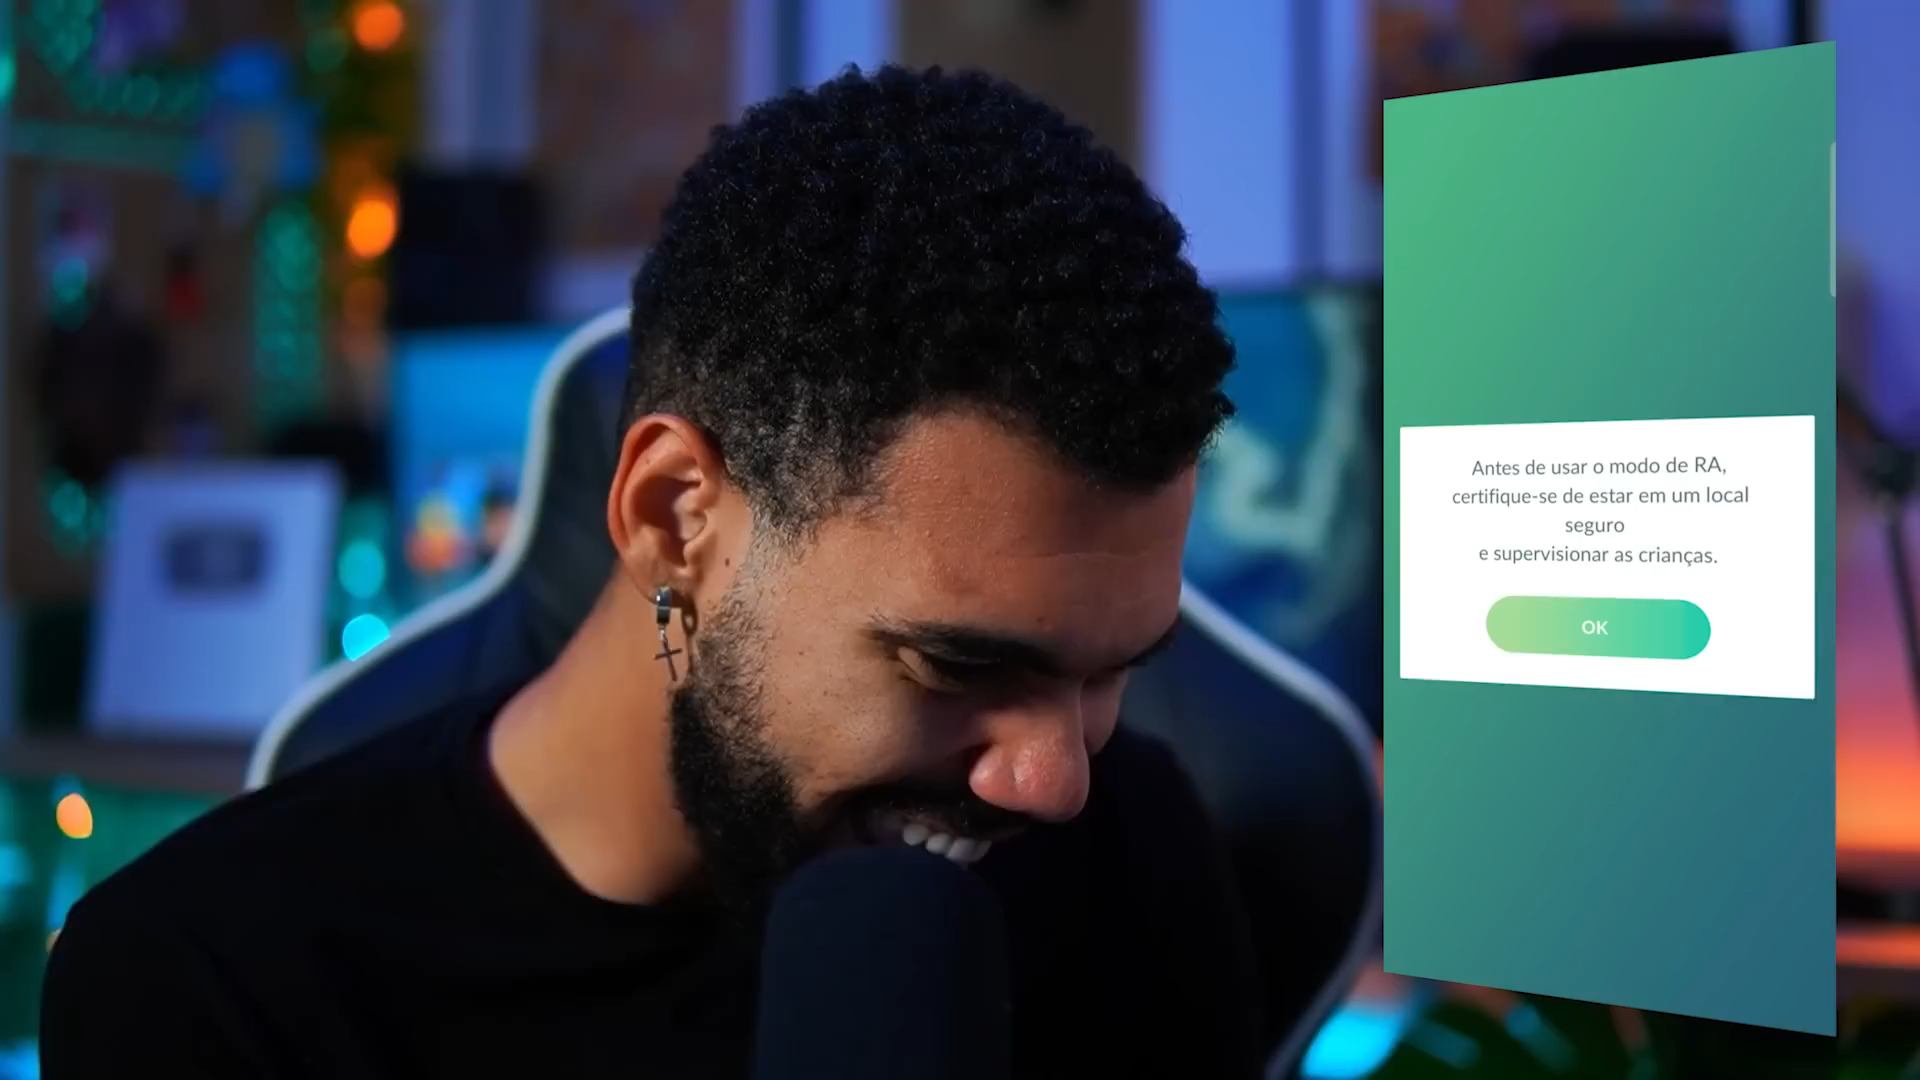 Antes de usar o modo de RA,
certifique-se de estar em um local
seguro
e supervisionar as crianças.
OK